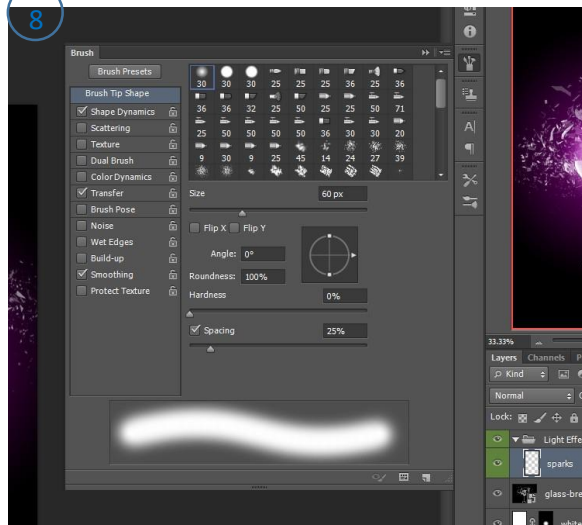 8
Brush
Brush Presets
Brush Tip Shape
Shape Dynamics
Scattering
Texture
Dual Brush
Color Dynamics
Transfer
Brush Pose
Noise
Wet Edges
Build-up
Smoothing
Protect Texture
30 30 30 25 25 25 36 25 36
36 36 32 25 50 25 25 50 71
25 50 50 50 50 36 30 30 20
9 30 9 25 45 14 24 27 39
Size 60 px
Flip X Flip Y
Angle: 0°
Roundness: 100%
Hardness 0%
Spacing 25%
A
33.33%
Layers Channels P
Kind
Normal
Lock:
Light Effe
sparks
glass-bre
white